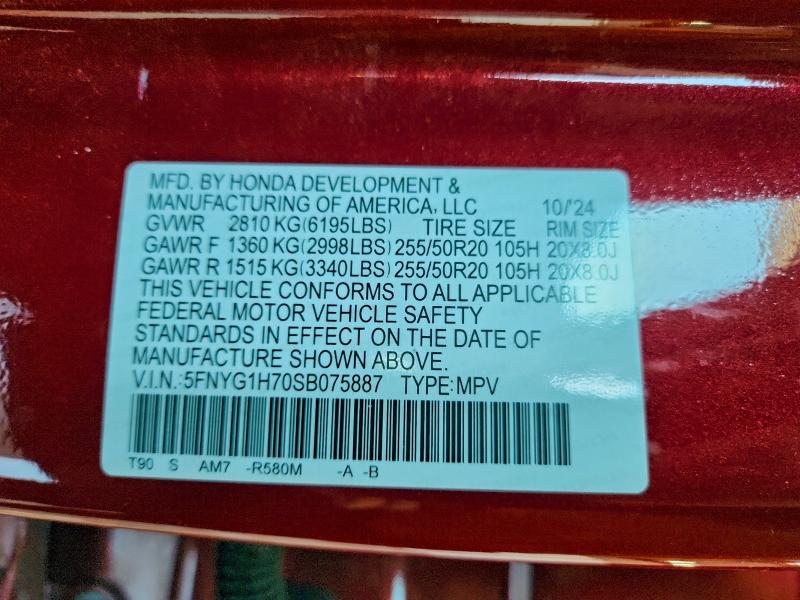 MFD. BY HONDA DEVELOPMENT &
MANUFACTURING OF AMERICA, LLC 10/'24
GVWR 2810 KG(6195LBS) TIRE SIZE RIM SIZE
GAWR F 1360 KG(2998LBS) 255/50R20 105H 20X8.0J
GAWR R 1515 KG(3340LBS) 255/50R20 105H 20X8.0J
THIS VEHICLE CONFORMS TO ALL APPLICABLE
FEDERAL MOTOR VEHICLE SAFETY
STANDARDS IN EFFECT ON THE DATE OF
MANUFACTURE SHOWN ABOVE.
V.I.N.:5FNYG1H70SB075887 TYPE:MPV
T90 S AM7 -R580M -A -B